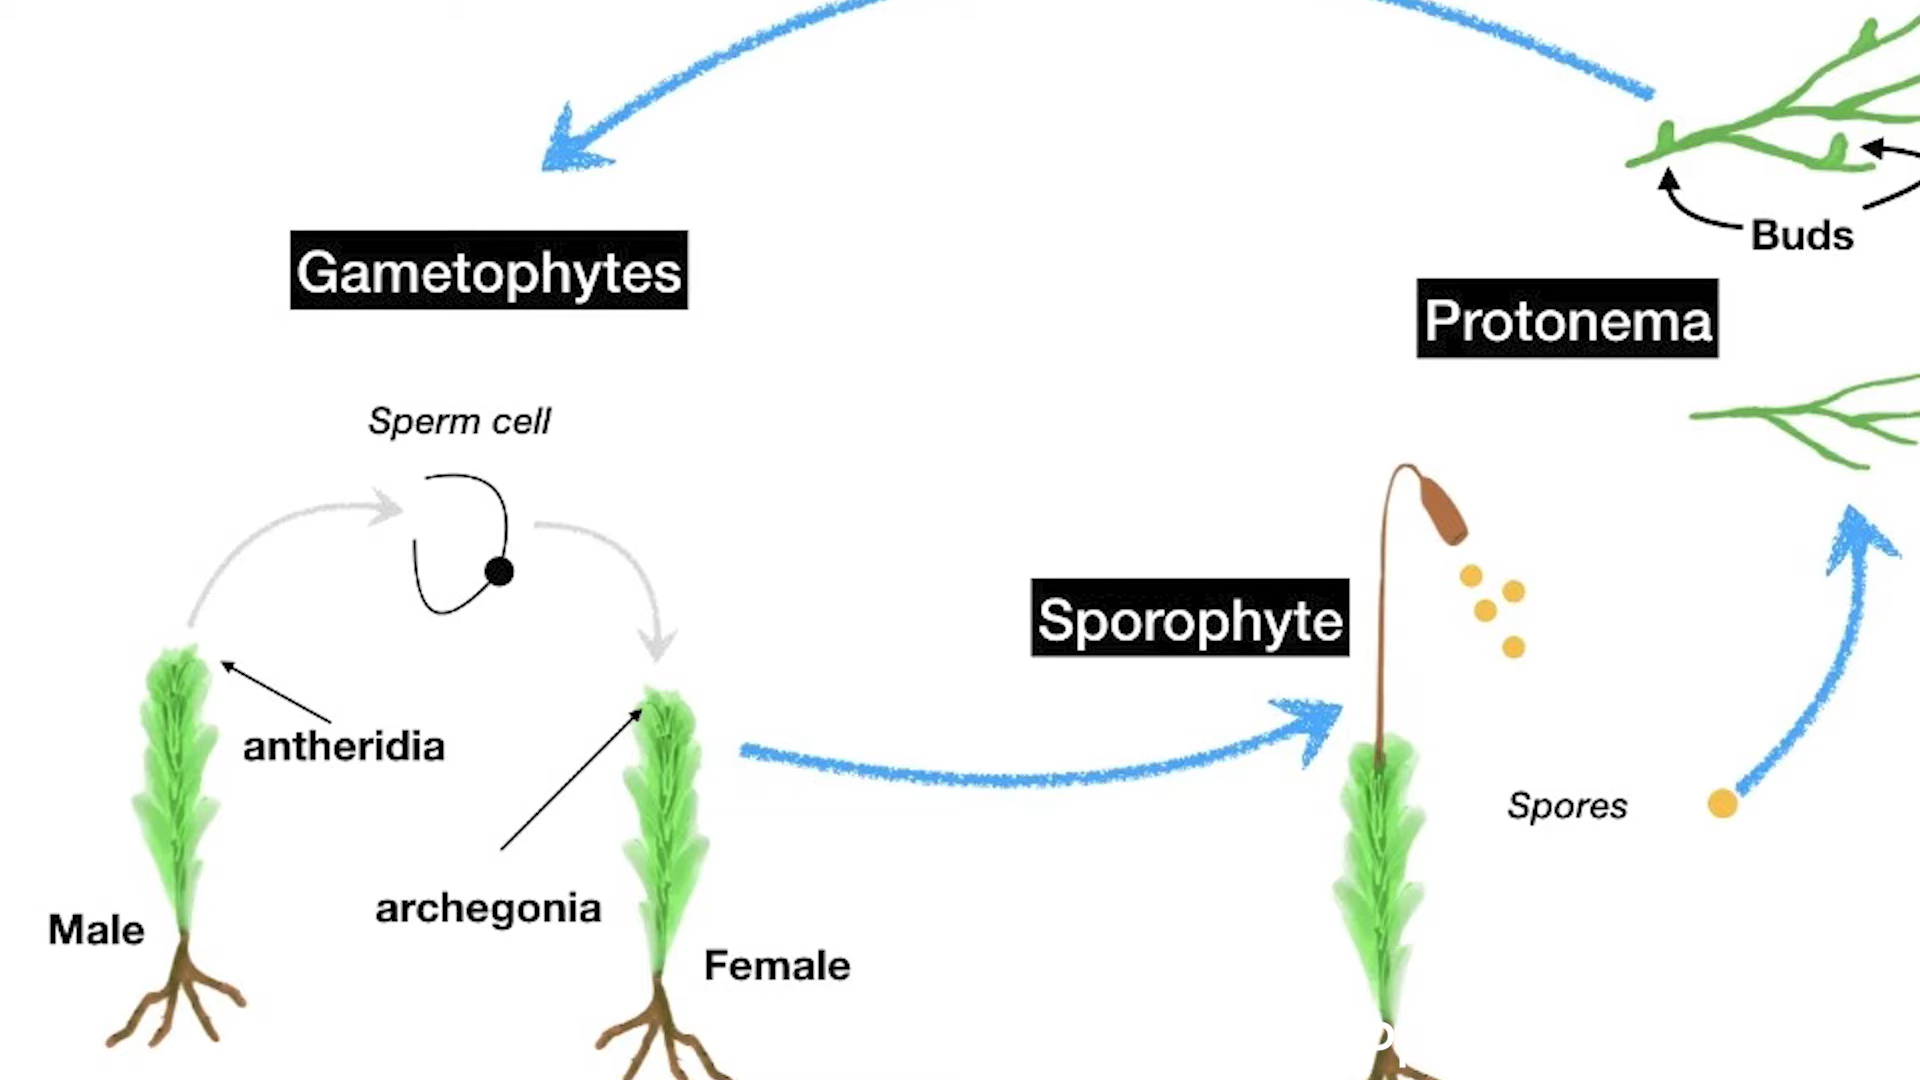 Buds
Gametophytes
Protonema
Sperm cell
Sporophyte
antheridia
Spores
archegonia
Male
Female